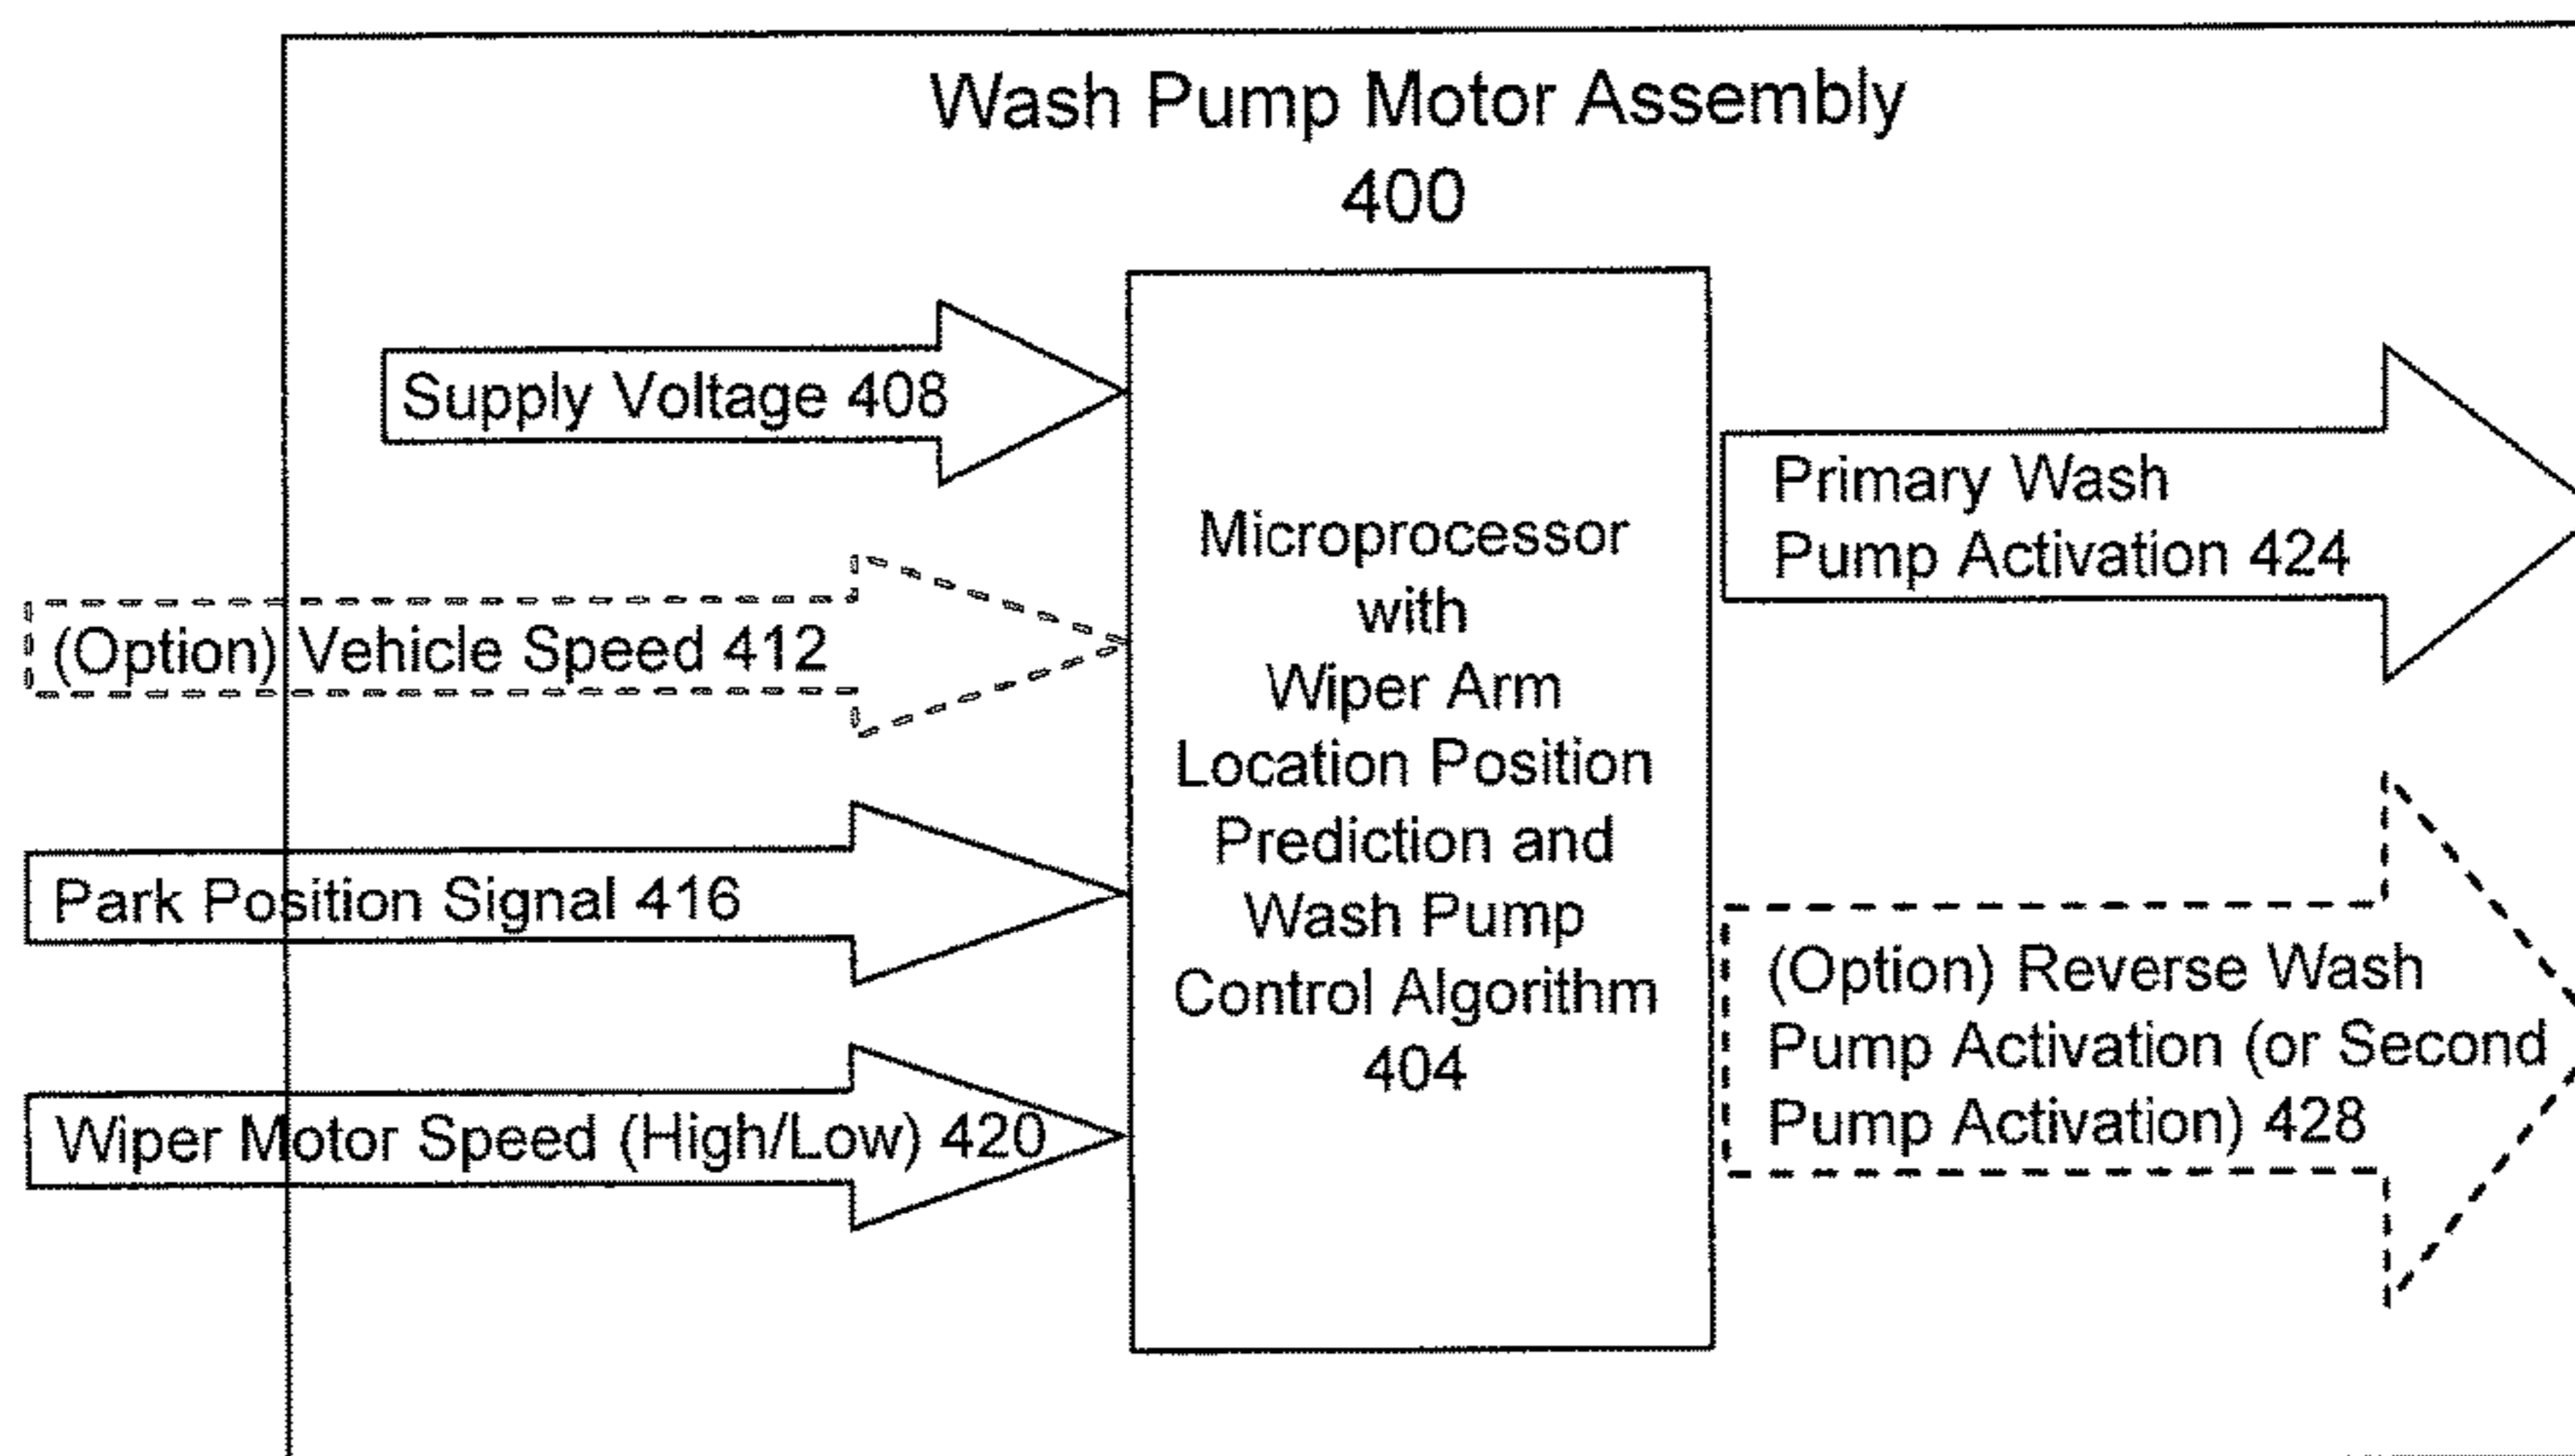 Wash Pump Motor Assembly
400
Supply Voltage 408
(Option) Vehicle Speed 412
Park Position Signal 416
Wiper Motor Speed (High/Low) 420
Microprocessor
with
Wiper Arm
Location Position
Prediction and
Wash Pump
Control Algorithm
404
Primary Wash
Pump Activation 424
(Option) Reverse Wash
Pump Activation (or Second
Pump Activation) 428